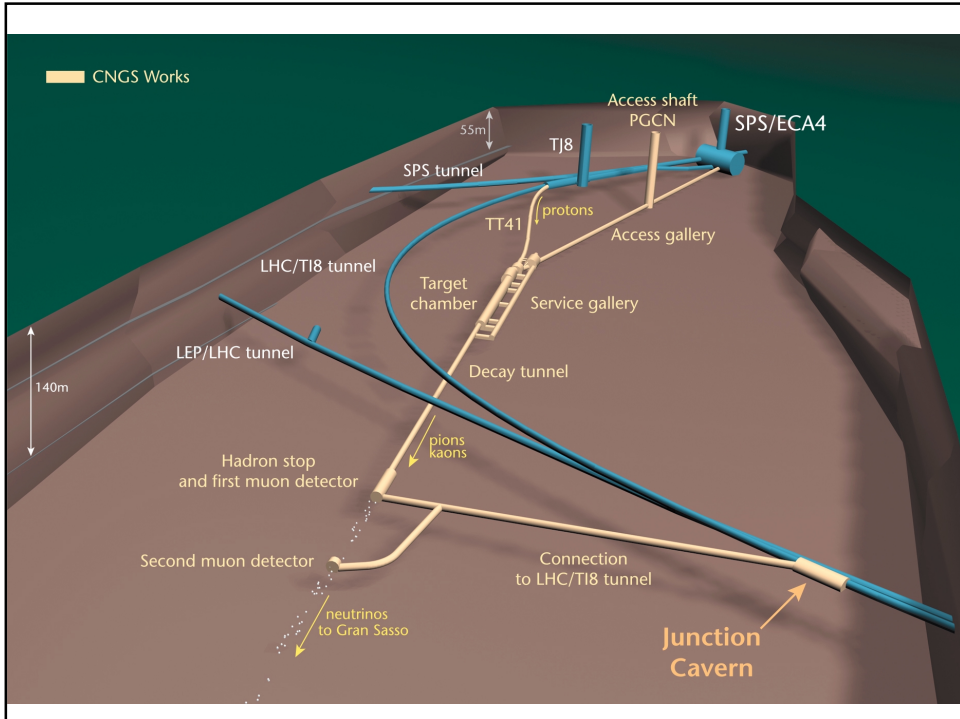 CNGS Works
55m
Access shaft
PGCN
SPS/ECA4
TJ8
SPS tunnel
protons
TT41
Access gallery
LHC/TI8 tunnel
Target
chamber
Service gallery
LEP/LHC tunnel
Decay tunnel
140m
pions
kaons
Hadron stop
and first muon detector
Second muon detector
Connection
to LHC/TI8 tunnel
neutrinos
to Gran Sasso
Junction
Cavern